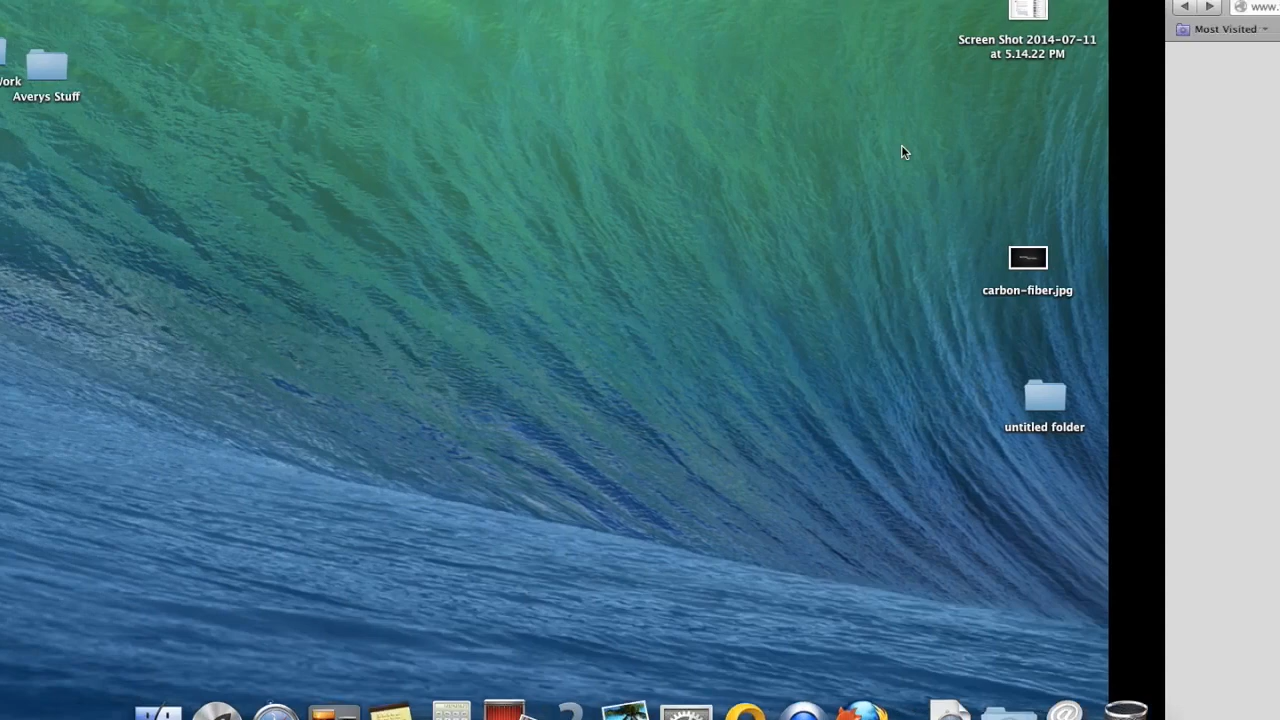 Screen Shot 2014-07-11
at 5.14.22 PM
www.
Most Visited
Averys Stuff
carbon-fiber.jpg
untitled folder